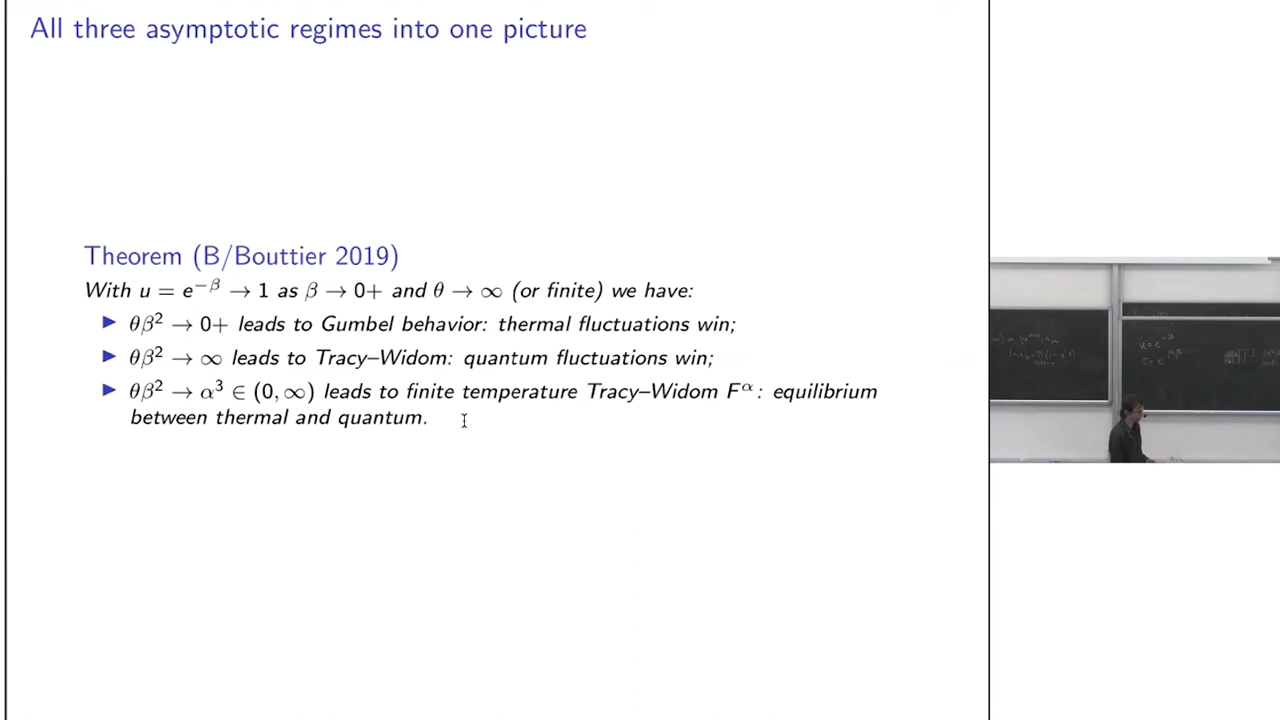 All three asymptotic regimes into one picture
Theorem (B/Bouttier 2019)
With u = e^{−β} → 1 as β → 0+ and θ → ∞ (or finite) we have:
▶ θβ² → 0+ leads to Gumbel behavior: thermal fluctuations win;
▶ θβ² → ∞ leads to Tracy–Widom: quantum fluctuations win;
▶ θβ² → α³ ∈ (0, ∞) leads to finite temperature Tracy–Widom F^α: equilibrium
between thermal and quantum.
u = e^{−β}